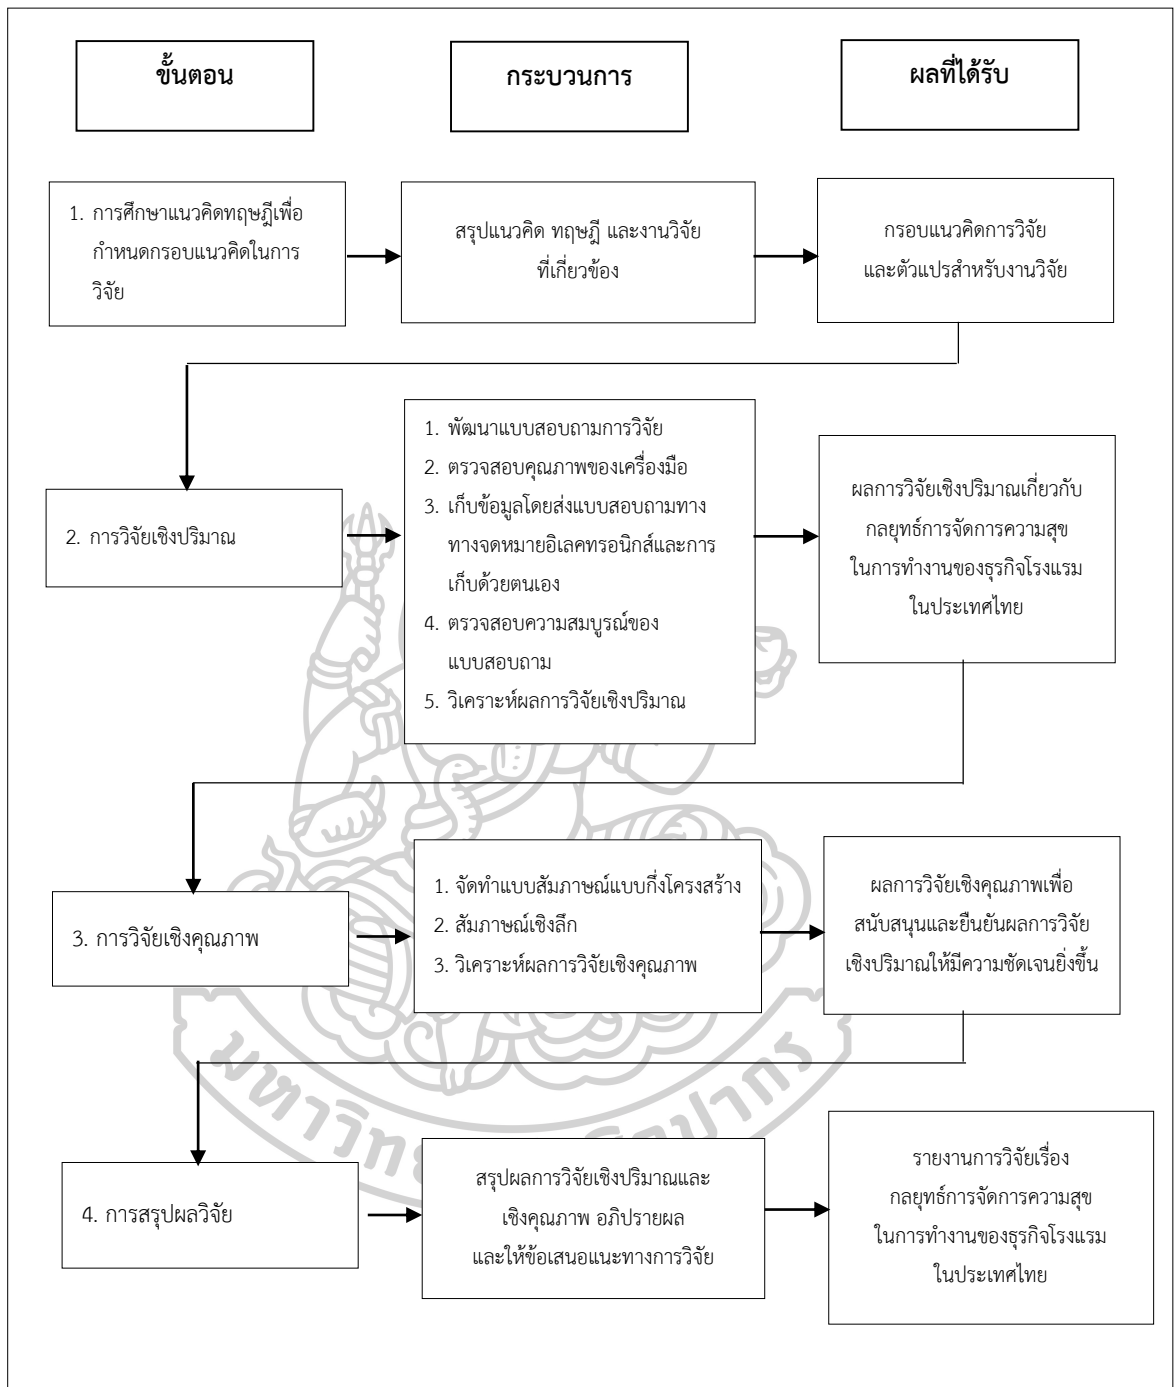 ขั้นตอน
กระบวนการ
ผลที่ได้รับ
1. การศึกษาแนวคิดทฤษฎีเพื่อ
กำหนดกรอบแนวคิดในการ
วิจัย
สรุปแนวคิด ทฤษฎี และงานวิจัย
ที่เกี่ยวข้อง
กรอบแนวคิดการวิจัย
และตัวแปรสำหรับงานวิจัย
2. การวิจัยเชิงปริมาณ
1. พัฒนาแบบสอบถามการวิจัย
2. ตรวจสอบคุณภาพของเครื่องมือ
3. เก็บข้อมูลโดยส่งแบบสอบถามทาง
ทางจดหมายอิเลคทรอนิกส์และการ
เก็บด้วยตนเอง
4. ตรวจสอบความสมบูรณ์ของ
แบบสอบถาม
5. วิเคราะห์ผลการวิจัยเชิงปริมาณ
ผลการวิจัยเชิงปริมาณเกี่ยวกับ
กลยุทธ์การจัดการความสุข
ในการทำงานของธุรกิจโรงแรม
ในประเทศไทย
3. การวิจัยเชิงคุณภาพ
1. จัดทำแบบสัมภาษณ์แบบกึ่งโครงสร้าง
2. สัมภาษณ์เชิงลึก
3. วิเคราะห์ผลการวิจัยเชิงคุณภาพ
ผลการวิจัยเชิงคุณภาพเพื่อ
สนับสนุนและยืนยันผลการวิจัย
เชิงปริมาณให้มีความชัดเจนยิ่งขึ้น
4. การสรุปผลวิจัย
สรุปผลการวิจัยเชิงปริมาณและ
เชิงคุณภาพ อภิปรายผล
และให้ข้อเสนอแนะทางการวิจัย
รายงานการวิจัยเรื่อง
กลยุทธ์การจัดการความสุข
ในการทำงานของธุรกิจโรงแรม
ในประเทศไทย